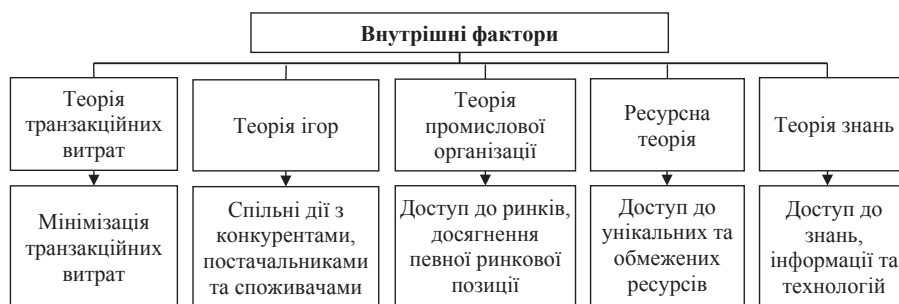 Внутрішні фактори
Теорія
транзакційних
витрат
Теорія ігор
Теорія
промислової
організації
Ресурсна
теорія
Теорія знань
Мінімізація
транзакційних
витрат
Спільні дії з
конкурентами,
постачальниками
та споживачами
Доступ до ринків,
досягнення
певної ринкової
позиції
Доступ до
унікальних та
обмежених
ресурсів
Доступ до
знань,
інформації та
технологій